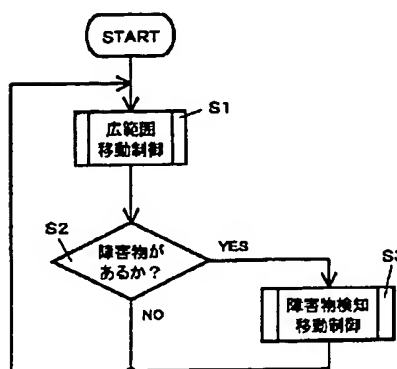 START
S1
広範囲
移動制御
S2
障害物が
あるか？
YES
S3
障害物検知
移動制御
NO